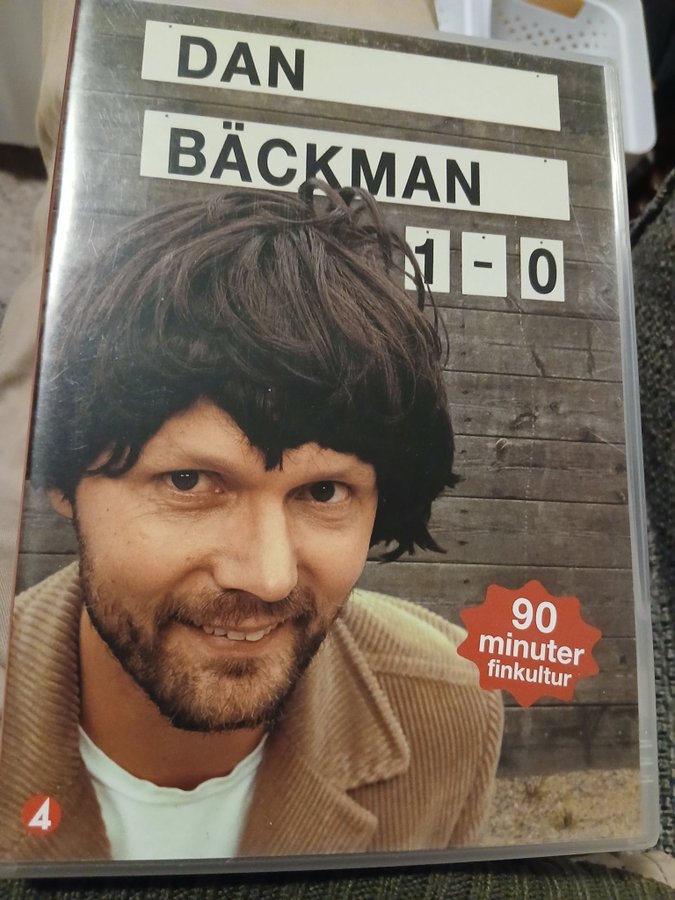 DAN
BÄCKMAN
1-0
90
minuter
finkultur
4